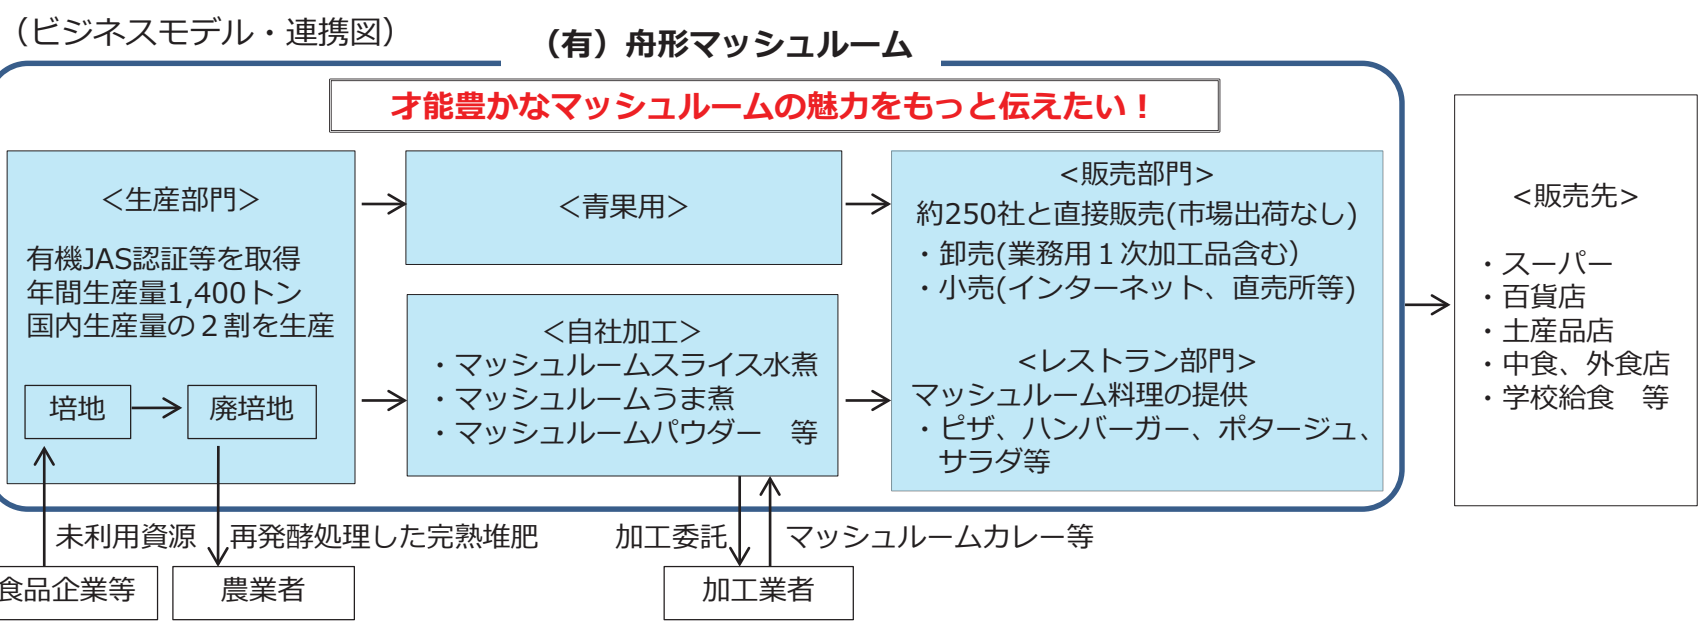 （ビジネスモデル・連携図）
（有）舟形マッシュルーム
才能豊かなマッシュルームの魅力をもっと伝えたい！
＜生産部門＞
有機JAS認証等を取得
年間生産量1,400トン
国内生産量の２割を生産
培地
廃培地
＜青果用＞
＜自社加工＞
・マッシュルームスライス水煮
・マッシュルームうま煮
・マッシュルームパウダー　等
<販売部門>
約250社と直接販売(市場出荷なし)
・卸売(業務用１次加工品含む）
・小売(インターネット、直売所等)
<レストラン部門>
マッシュルーム料理の提供
・ピザ、ハンバーガー、ポタージュ、
サラダ等
<販売先>
・スーパー
・百貨店
・土産品店
・中食、外食店
・学校給食　等
未利用資源
再発酵処理した完熟堆肥
加工委託
マッシュルームカレー等
食品企業等
農業者
加工業者